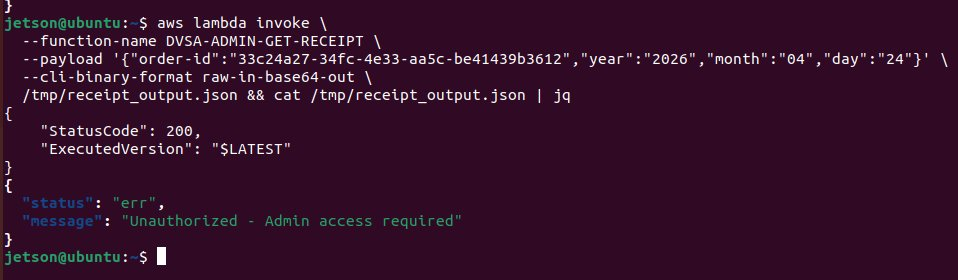 }
jetson@ubuntu:~$ aws lambda invoke \
  --function-name DVSA-ADMIN-GET-RECEIPT \
  --payload '{"order-id":"33c24a27-34fc-4e33-aa5c-be41439b3612","year":"2026","month":"04","day":"24"}' \
  --cli-binary-format raw-in-base64-out \
  /tmp/receipt_output.json && cat /tmp/receipt_output.json | jq
{
    "StatusCode": 200,
    "ExecutedVersion": "$LATEST"
}
{
  "status": "err",
  "message": "Unauthorized - Admin access required"
}
jetson@ubuntu:~$